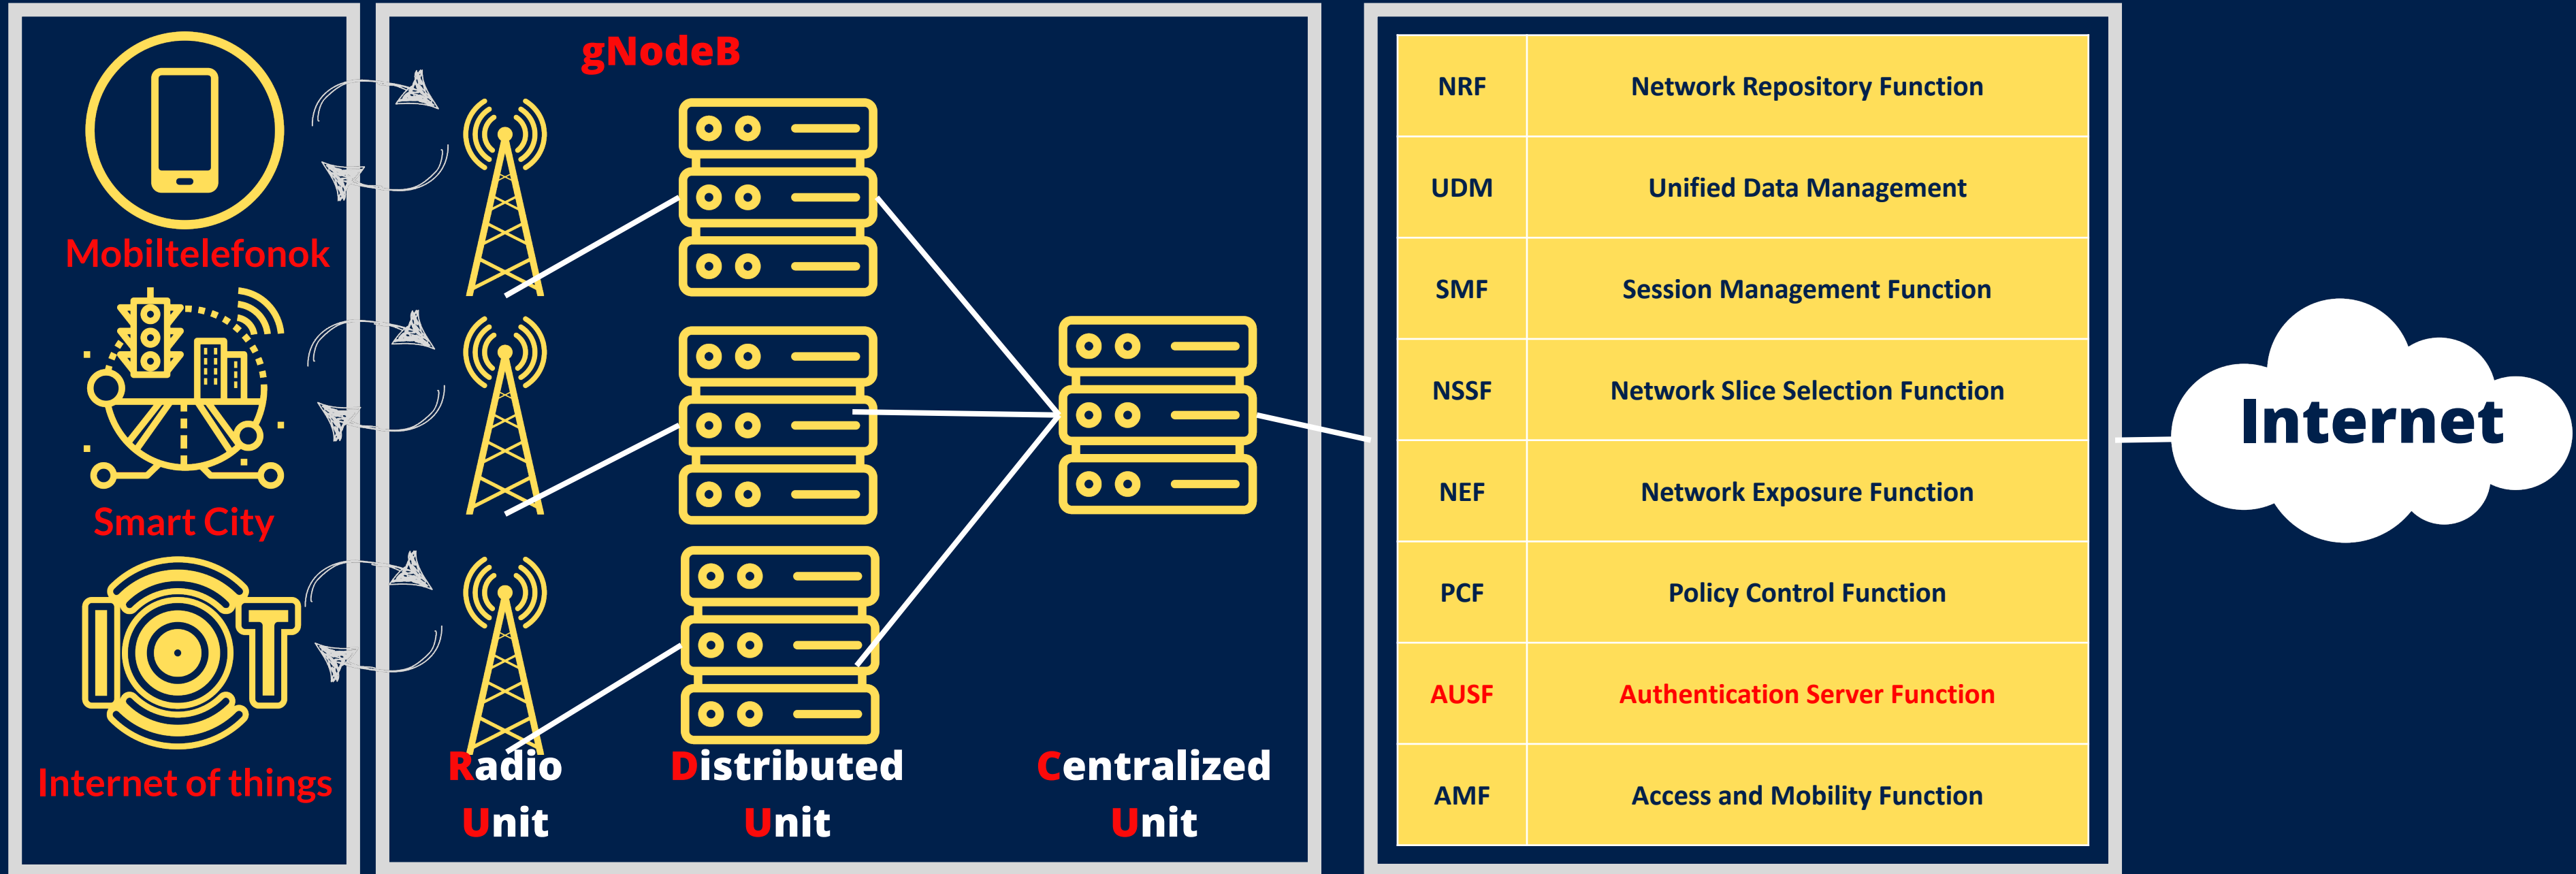 Mobiltelefonok
Smart City
IOT
Internet of things
gNodeB
Radio
Unit
Distributed
Unit
Centralized
Unit
NRF Network Repository Function
UDM Unified Data Management
SMF Session Management Function
NSSF Network Slice Selection Function
NEF Network Exposure Function
PCF Policy Control Function
AUSF Authentication Server Function
AMF Access and Mobility Function
Internet